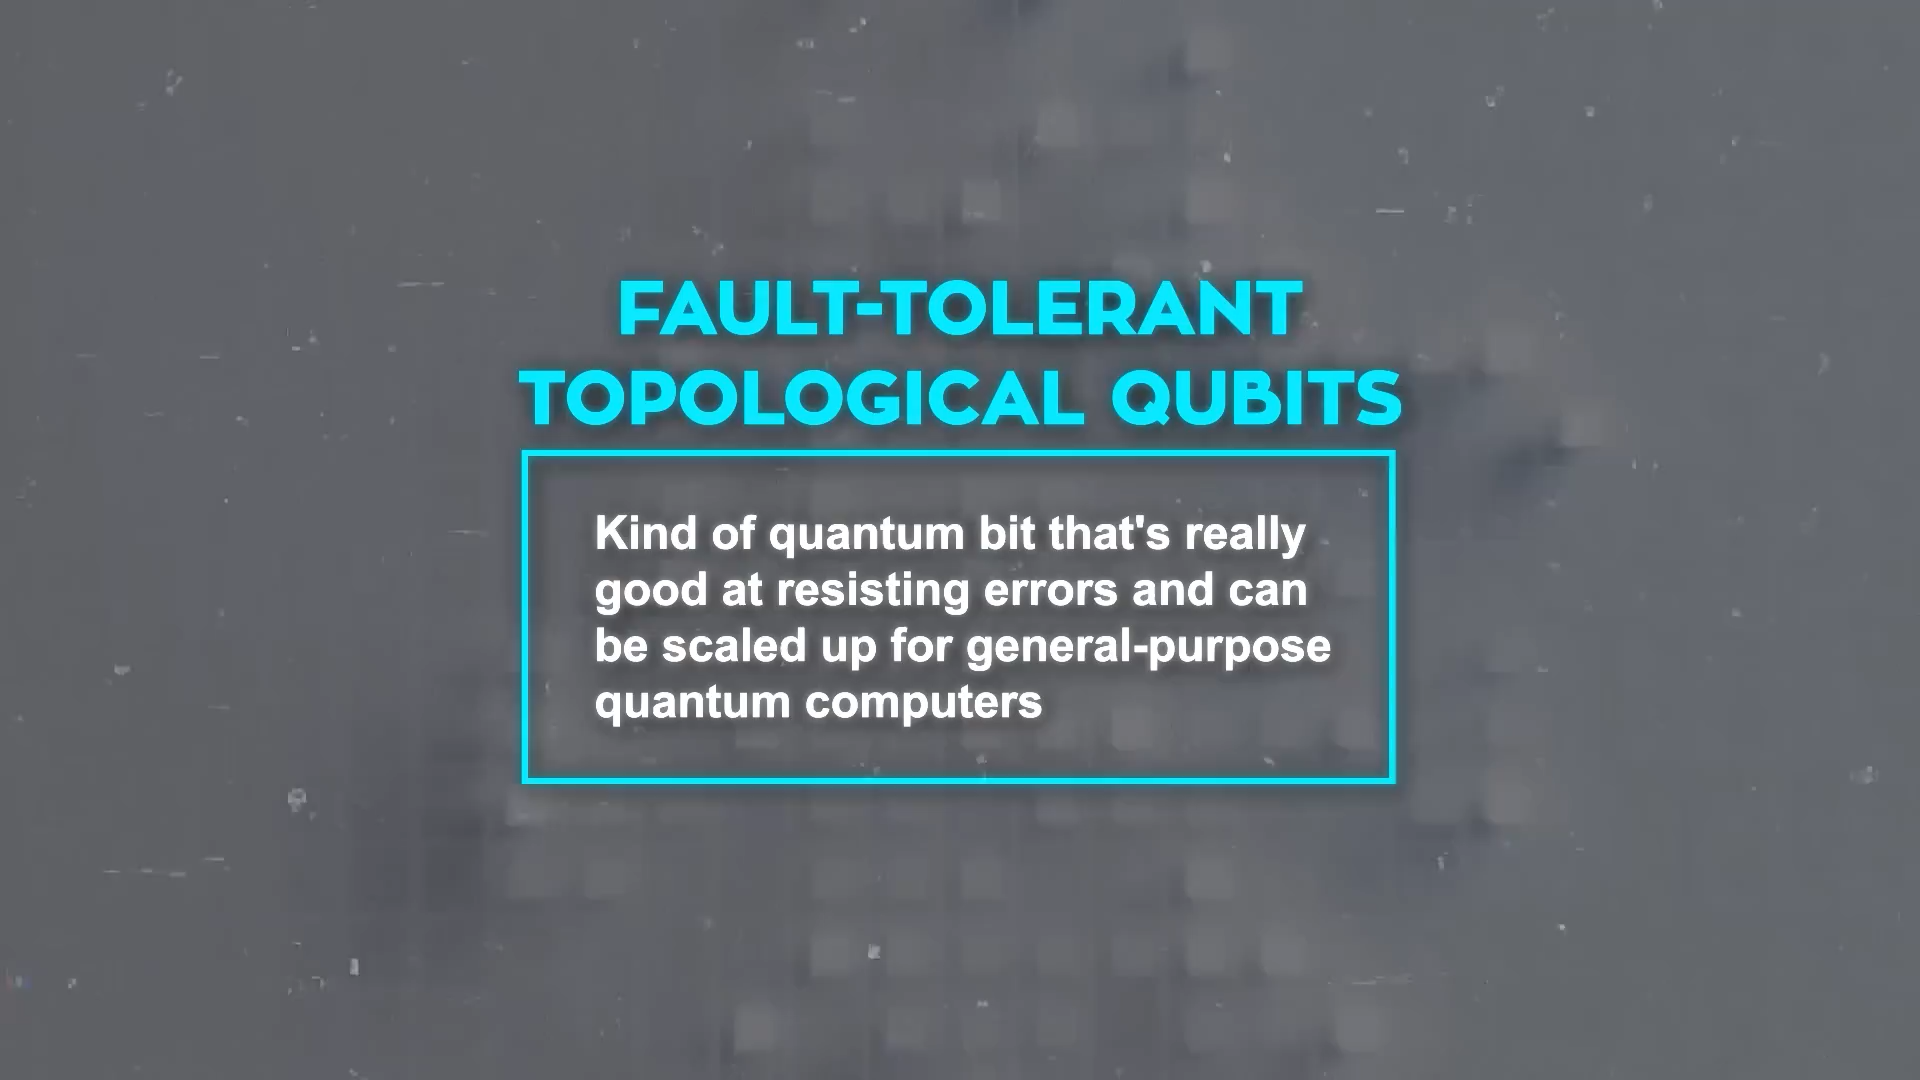 FAULT-TOLERANT
TOPOLOGICAL QUBITS
Kind of quantum bit that's really
good at resisting errors and can
be scaled up for general-purpose
quantum computers